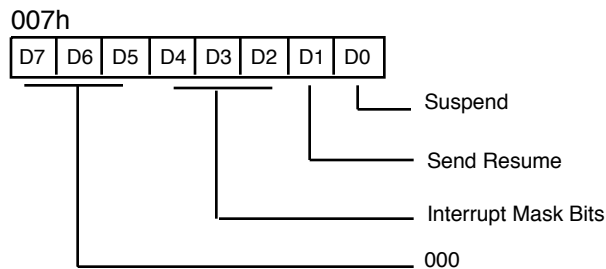 007h
D7 D6 D5 D4 D3 D2 D1 D0
Suspend
Send Resume
Interrupt Mask Bits
000